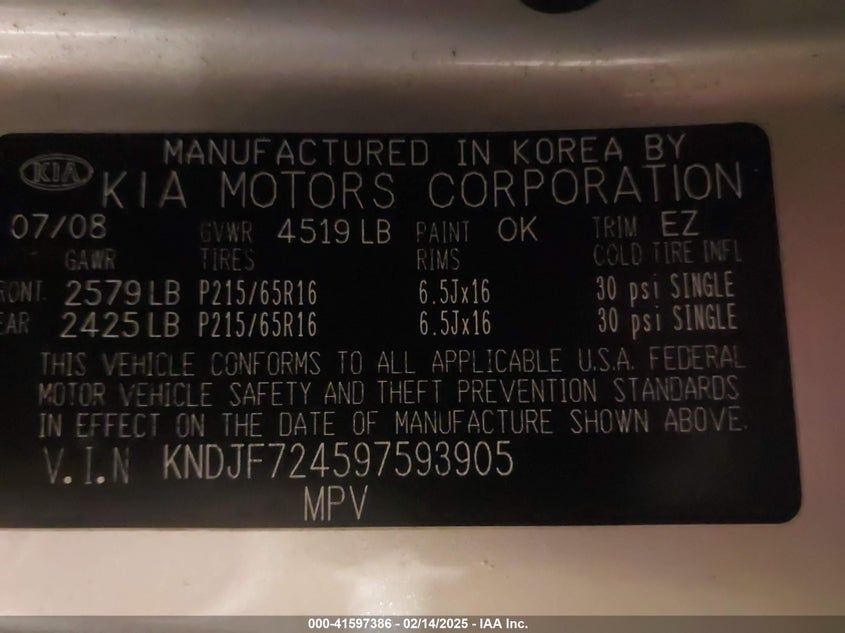 MANUFACTURED IN KOREA BY
KIA KIA MOTORS CORPORATION
07/08 GVWR 4519 LB PAINT OK TRIM EZ
GAWR TIRES RIMS COLD TIRE INFL
RONT. 2579 LB P215/65R16 6.5Jx16 30 psi SINGLE
EAR 2425 LB P215/65R16 6.5Jx16 30 psi SINGLE
THIS VEHICLE CONFORMS TO ALL APPLICABLE U.S.A. FEDERAL
MOTOR VEHICLE SAFETY AND THEFT PREVENTION STANDARDS
IN EFFECT ON THE DATE OF MANUFACTURE SHOWN ABOVE.
V.I.N KNDJF724597593905
MPV
000-41597386 - 02/14/2025 - IAA Inc.